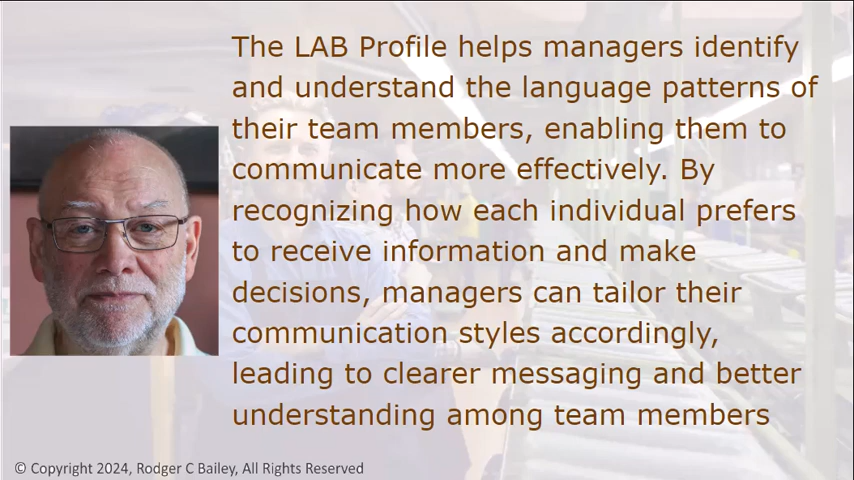 The LAB Profile helps managers identify
and understand the language patterns of
their team members, enabling them to
communicate more effectively. By
recognizing how each individual prefers
to receive information and make
decisions, managers can tailor their
communication styles accordingly,
leading to clearer messaging and better
understanding among team members
© Copyright 2024, Rodger C Bailey, All Rights Reserved